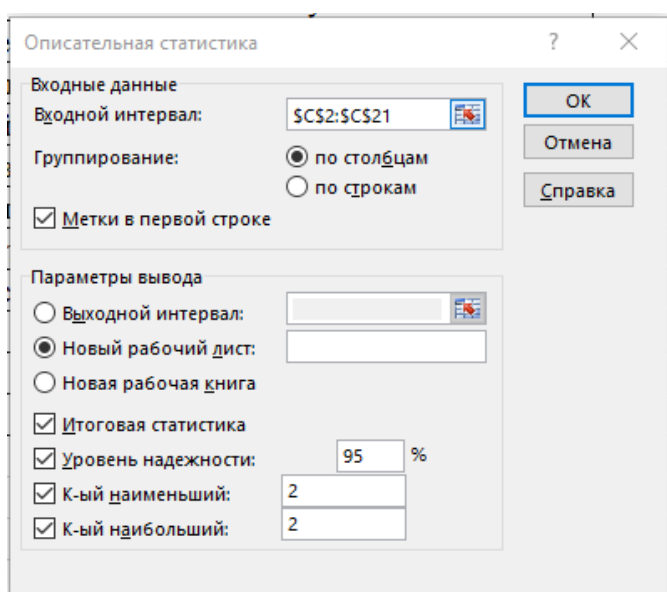 Описательная статистика ?
Входные данные
Входной интервал: $C$2:$C$21
Группирование: по столбцам
по строкам
Метки в первой строке
OK
Отмена
Справка
Параметры вывода
Выходной интервал:
Новый рабочий лист:
Новая рабочая книга
Итоговая статистика
Уровень надежности: 95 %
К-ый наименьший: 2
К-ый наибольший: 2